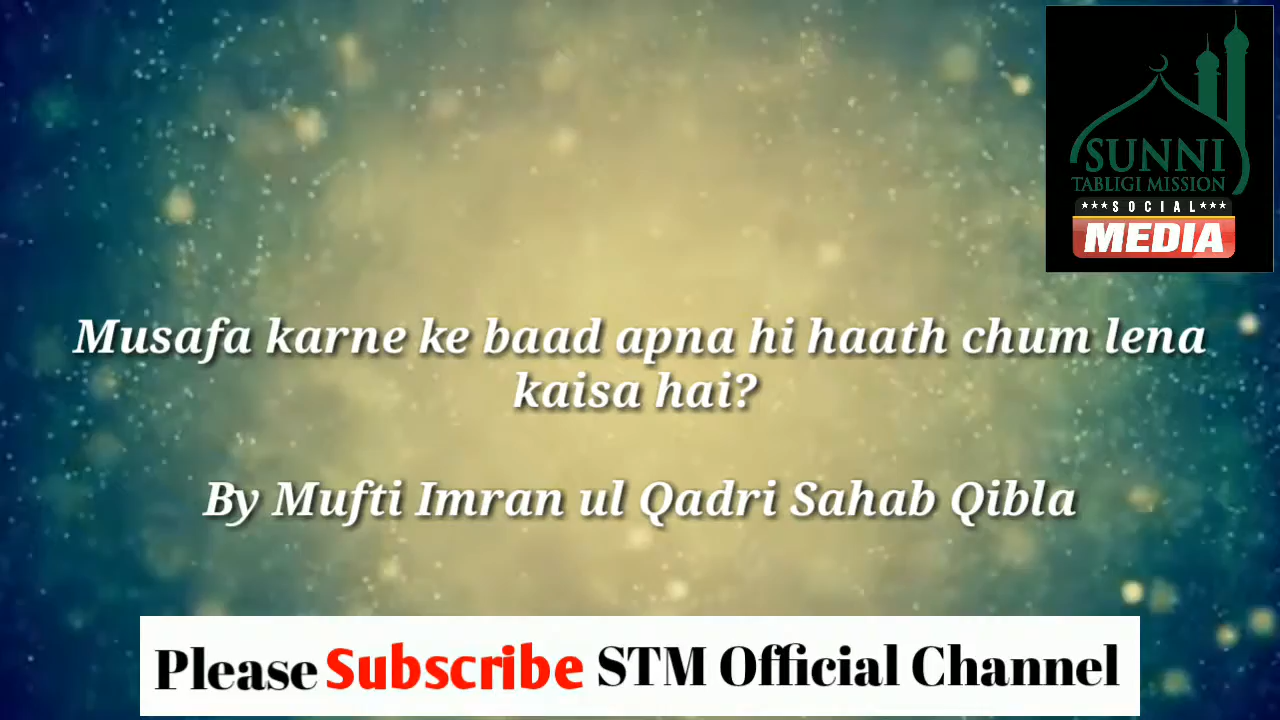 SUNNI
TABLIGI MISSION
***SOCIAL***
MEDIA
Musafa karne ke baad apna hi haath chum lena
kaisa hai?
By Mufti Imran ul Qadri Sahab Qibla
Please Subscribe STM Official Channel